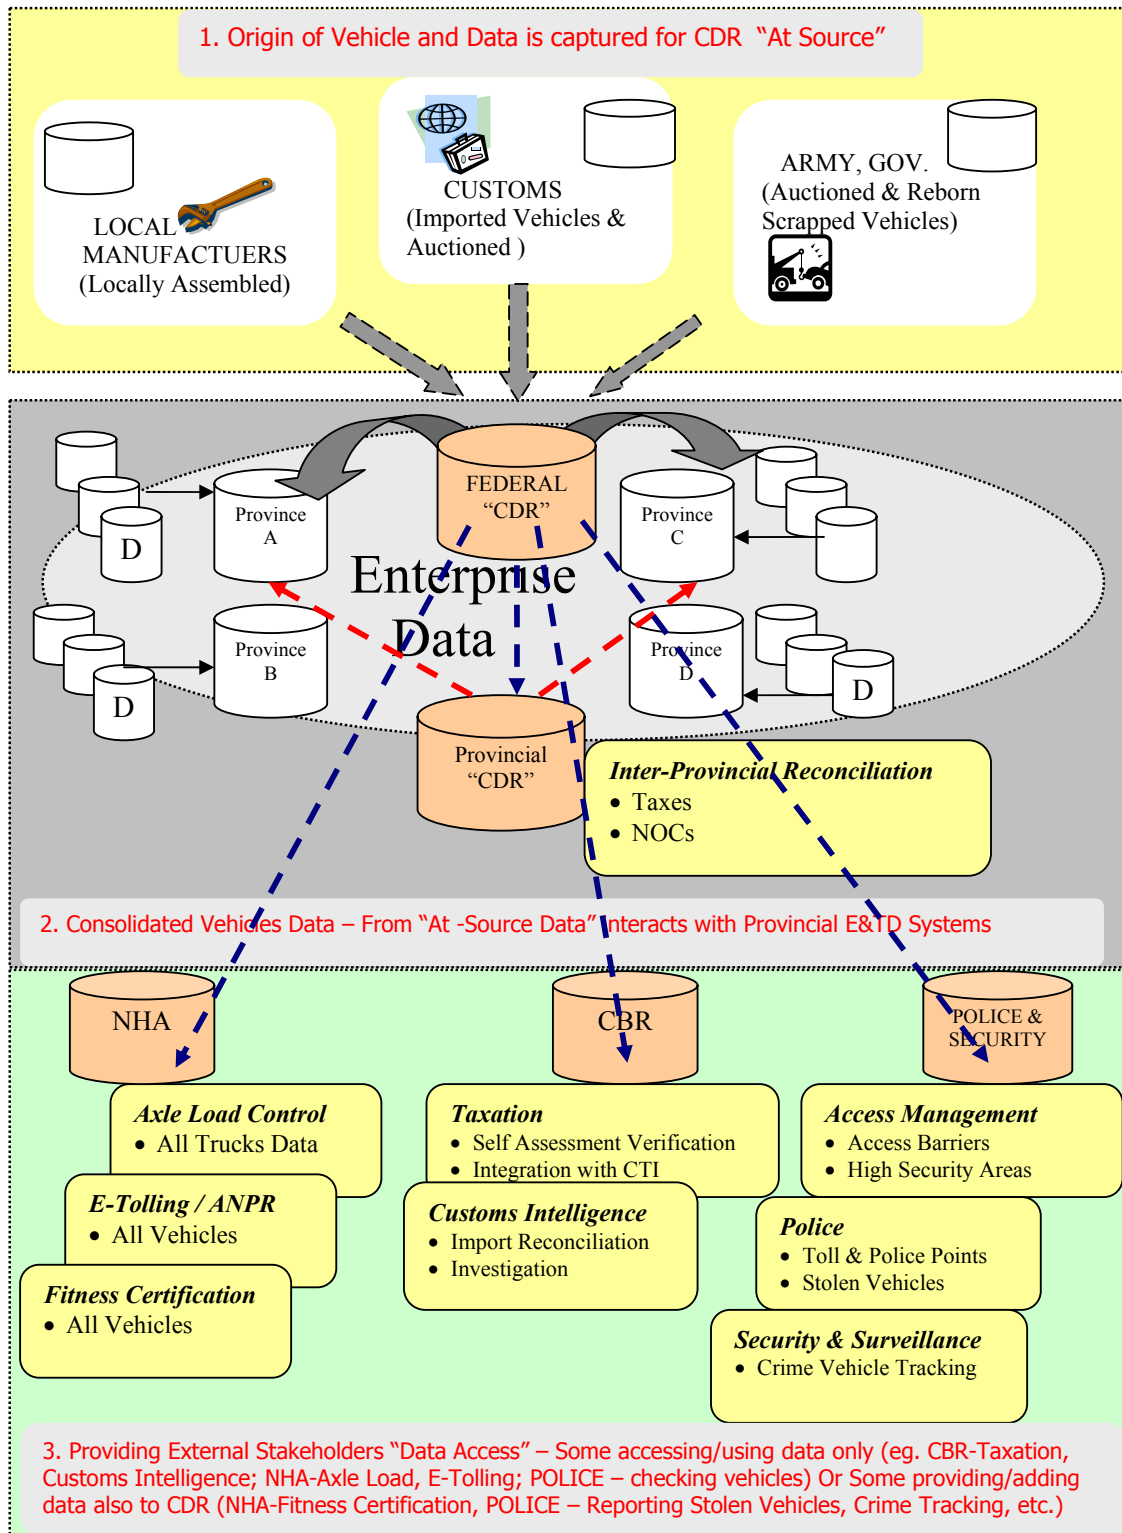 1. Origin of Vehicle and Data is captured for CDR “At Source”
LOCAL
MANUFACTUERS
(Locally Assembled)
CUSTOMS
(Imported Vehicles &
Auctioned )
ARMY, GOV.
(Auctioned & Reborn
Scrapped Vehicles)
FEDERAL
“CDR”
Province
A
Province
C
D
Enterprise
Data
Province
B
Province
D
D
D
Provincial
“CDR”
Inter-Provincial Reconciliation
• Taxes
• NOCs
2. Consolidated Vehicles Data – From “At -Source Data” Interacts with Provincial E&TD Systems
NHA
CBR
POLICE &
SECURITY
Axle Load Control
• All Trucks Data
E-Tolling / ANPR
• All Vehicles
Fitness Certification
• All Vehicles
Taxation
• Self Assessment Verification
• Integration with CTI
Customs Intelligence
• Import Reconciliation
• Investigation
Access Management
• Access Barriers
• High Security Areas
Police
• Toll & Police Points
• Stolen Vehicles
Security & Surveillance
• Crime Vehicle Tracking
3. Providing External Stakeholders “Data Access” – Some accessing/using data only (eg. CBR-Taxation,
Customs Intelligence; NHA-Axle Load, E-Tolling; POLICE – checking vehicles) Or Some providing/adding
data also to CDR (NHA-Fitness Certification, POLICE – Reporting Stolen Vehicles, Crime Tracking, etc.)